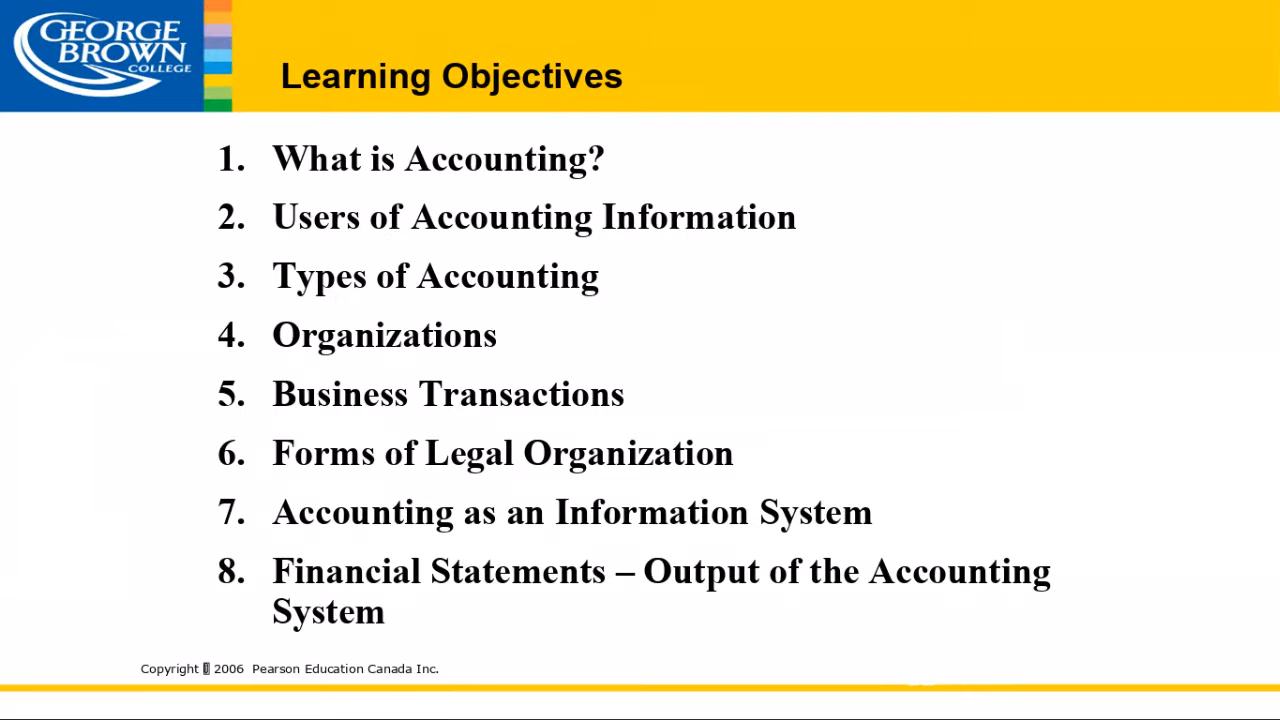 GEORGE
BROWN
COLLEGE
Learning Objectives
1. What is Accounting?
2. Users of Accounting Information
3. Types of Accounting
4. Organizations
5. Business Transactions
6. Forms of Legal Organization
7. Accounting as an Information System
8. Financial Statements – Output of the Accounting
System
Copyright 2006 Pearson Education Canada Inc.